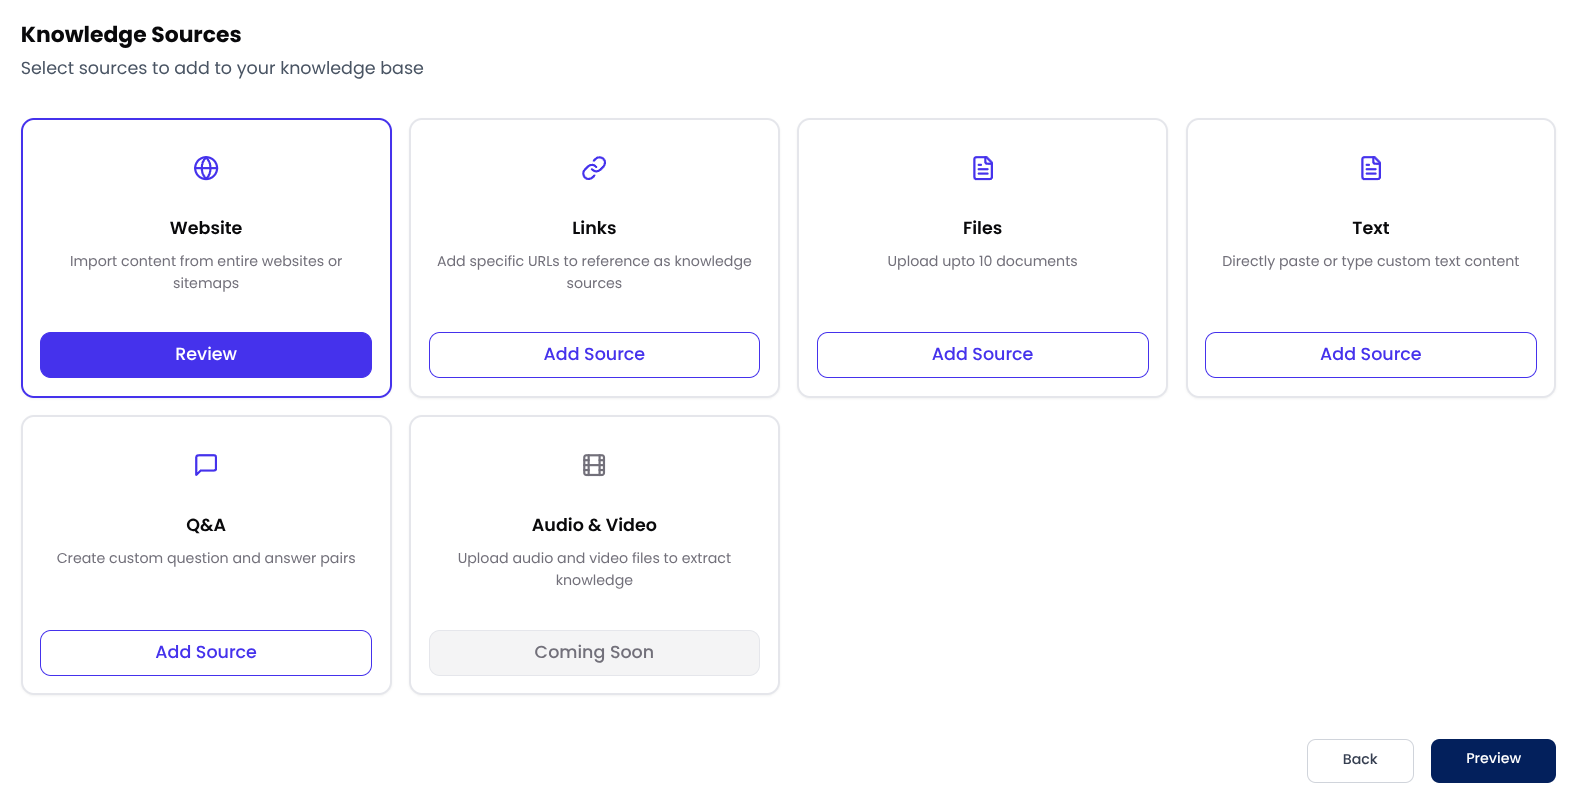 Knowledge Sources
Select sources to add to your knowledge base
Website
Import content from entire websites or
sitemaps
Review
Links
Add specific URLs to reference as knowledge
sources
Add Source
Files
Upload upto 10 documents
Add Source
Text
Directly paste or type custom text content
Add Source
Q&A
Create custom question and answer pairs
Add Source
Audio & Video
Upload audio and video files to extract
knowledge
Coming Soon
Back
Preview